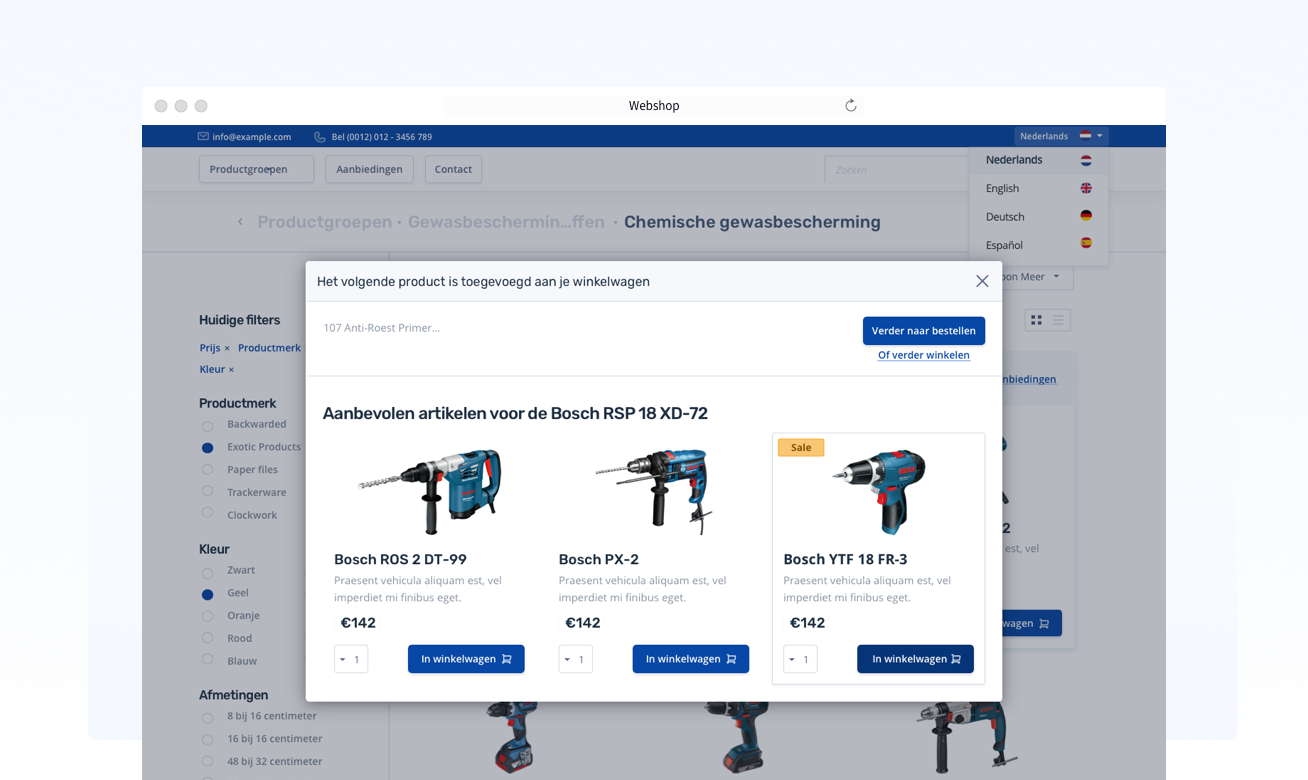 Webshop
info@example.com
Bel (0012) 012 - 3456 789
Nederlands
Productgroepen
Aanbiedingen
Contact
Zoeken
Nederlands
English
Deutsch
Español
Productgroepen · Gewasbeschermin...ffen · Chemische gewasbescherming
Meer
Het volgende product is toegevoegd aan je winkelwagen
107 Anti-Roest Primer...
Verder naar bestellen
Of verder winkelen
Huidige filters
Prijs × Productmerk
Kleur ×
Productmerk
Backwarded
Exotic Products
Paper files
Trackerware
Clockwork
Kleur
Zwart
Geel
Oranje
Rood
Blauw
Afmetingen
8 bij 16 centimeter
16 bij 16 centimeter
48 bij 32 centimeter
Aanbevolen artikelen voor de Bosch RSP 18 XD-72
Bosch ROS 2 DT-99
Praesent vehicula aliquam est, vel
imperdiet mi finibus eget.
€142
1
In winkelwagen
Bosch PX-2
Praesent vehicula aliquam est, vel
imperdiet mi finibus eget.
€142
1
In winkelwagen
Sale
Bosch YTF 18 FR-3
Praesent vehicula aliquam est, vel
imperdiet mi finibus eget.
€142
1
In winkelwagen
nbiedingen
2
est, vel
wagen